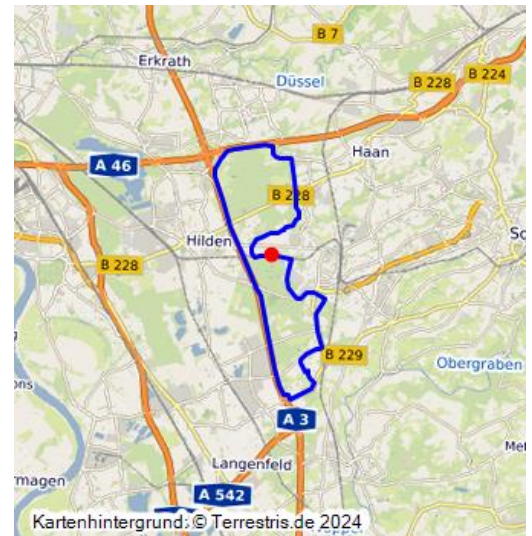 B 7
Erkrath
Düssel
B 228
B 224
Haan
A 46
B 228
Hilden
B 228
So
B 229
Obergraben
ons
A 3
Me
Langenfeld
rmagen
A 542
Kartenhintergrund: © Terrestris.de 2024